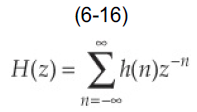 (6-16)
H(z) = ∞∑n=-∞ h(n)z⁻ⁿ